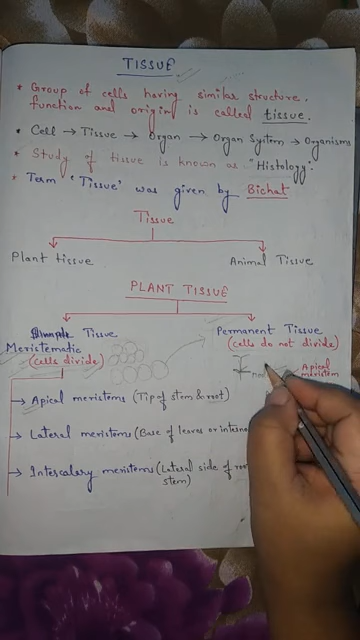 TISSUE
* Group of cells having similar structure,
function and origin is called tissue.
* Cell → Tissue → Organ → Organ System → Organisms
* Study of tissue is known as "Histology".
* Term 'Tissue' was given by Bichat
Tissue
Plant tissue
Animal Tissue
PLANT TISSUE
Tissue
Meristematic
(cells divide)
Permanent Tissue
(cells do not divide)
Apical
meristem
→ Apical meristems (Tip of stem & root)
→ Lateral meristems (Base of leaves or
→ Intercalary meristems (Lateral side of
stem)